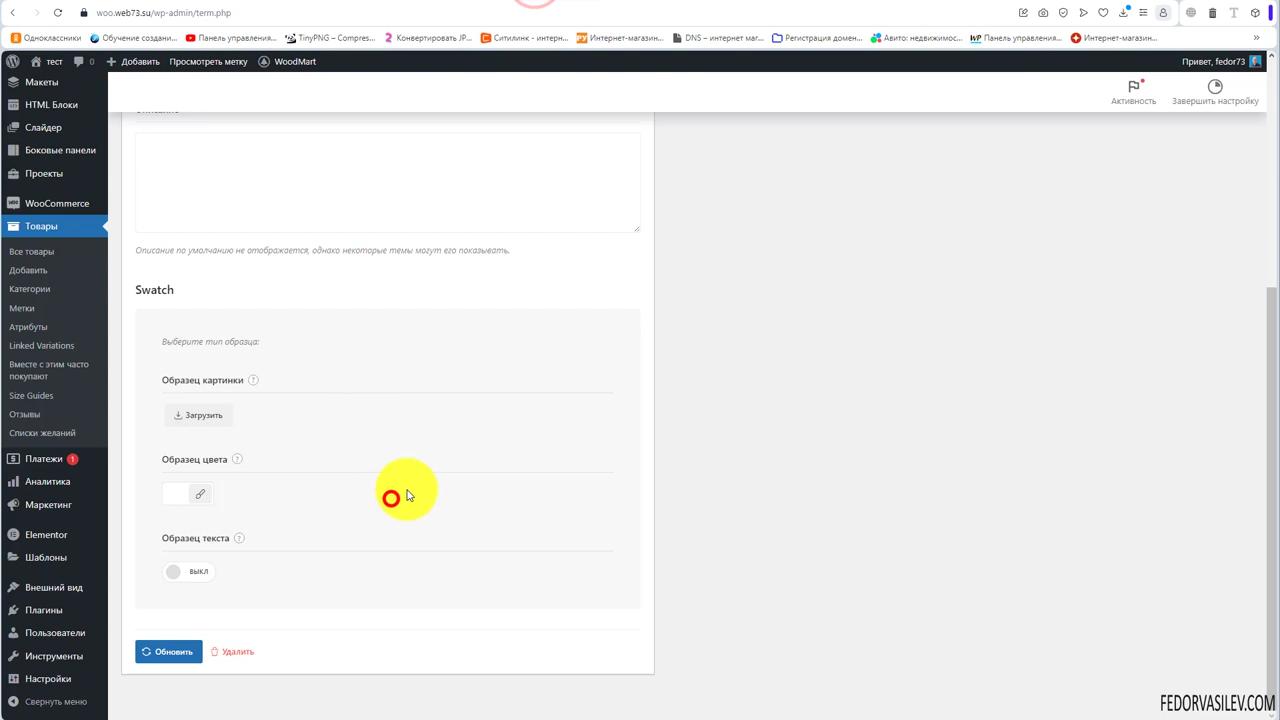 woo.web73.su/wp-admin/term.php
Одноклассники
Обучение создани...
Панель управления...
TinyPNG – Compres...
Конвертировать JP...
Ситилинк - интерн...
Интернет-магазин...
DNS – интернет маг...
Регистрация домен...
Авито: недвижимос...
Панель управления...
Интернет-магазин...
тест
0
Добавить
Просмотреть метку
WoodMart
Привет, fedor73
Макеты
HTML Блоки
Слайдер
Боковые панели
Проекты
WooCommerce
Товары
Все товары
Добавить
Категории
Метки
Атрибуты
Linked Variations
Вместе с этим часто
покупают
Size Guides
Отзывы
Списки желаний
Платежи 1
Аналитика
Маркетинг
Elementor
Шаблоны
Внешний вид
Плагины
Пользователи
Инструменты
Настройки
Свернуть меню
Активность
Завершить настройку
Описание по умолчанию не отображается, однако некоторые темы могут его показывать.
Swatch
Выберите тип образца:
Образец картинки ?
Загрузить
Образец цвета ?
Образец текста ?
ВЫКЛ
Обновить
Удалить
FEDORVASILEV.COM